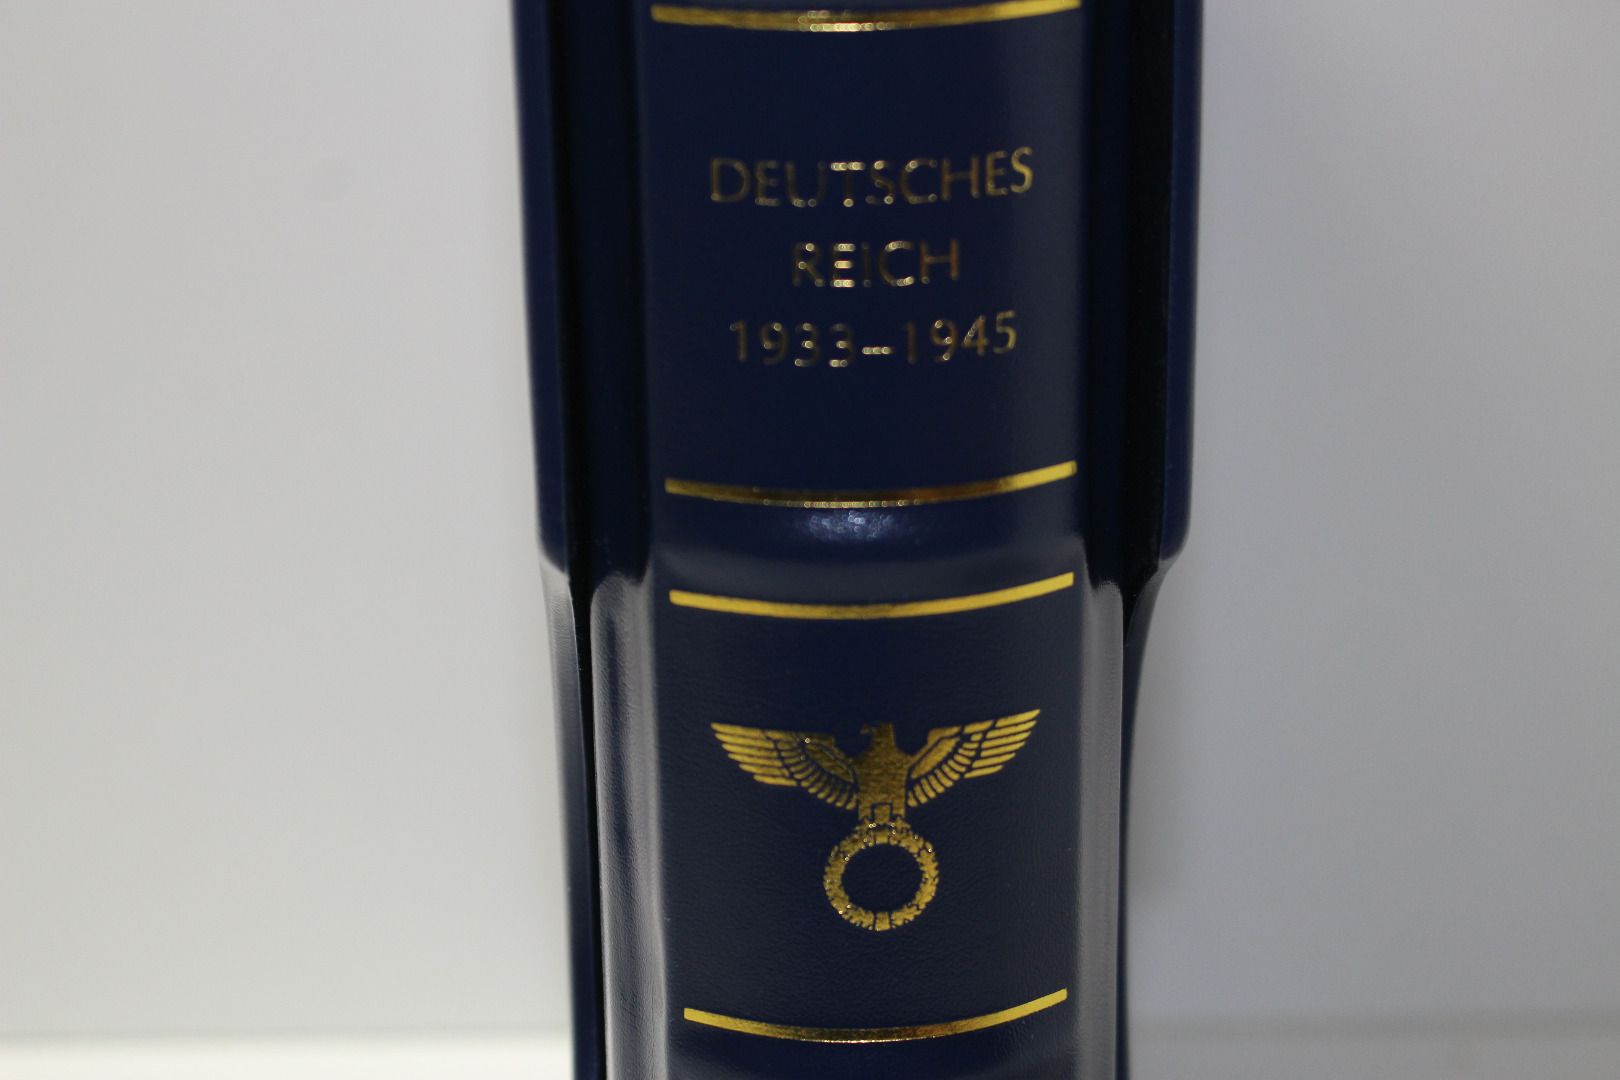 DEUTSCHES
REICH
1933–1945